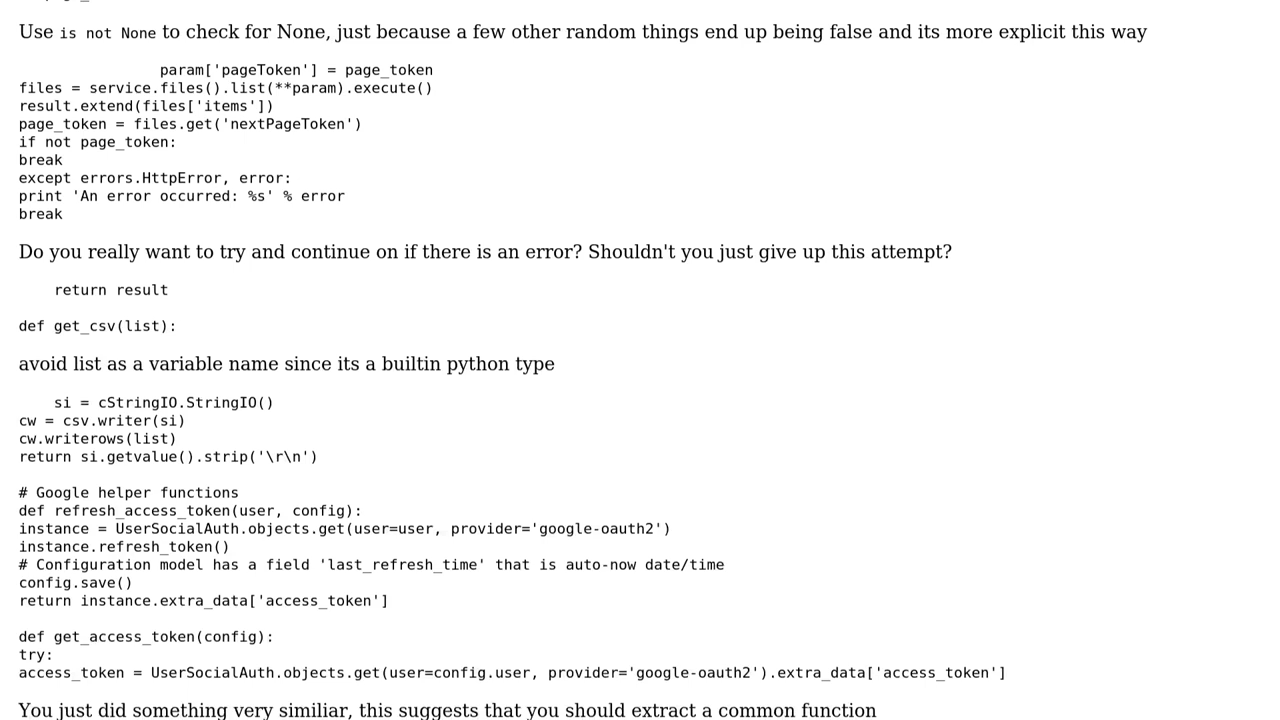 Use is not None to check for None, just because a few other random things end up being false and its more explicit this way
param['pageToken'] = page_token
files = service.files().list(**param).execute()
result.extend(files['items'])
page_token = files.get('nextPageToken')
if not page_token:
break
except errors.HttpError, error:
print 'An error occurred: %s' % error
break
Do you really want to try and continue on if there is an error? Shouldn't you just give up this attempt?
return result
def get_csv(list):
avoid list as a variable name since its a builtin python type
si = cStringIO.StringIO()
cw = csv.writer(si)
cw.writerows(list)
return si.getvalue().strip('\r\n')
# Google helper functions
def refresh_access_token(user, config):
instance = UserSocialAuth.objects.get(user=user, provider='google-oauth2')
instance.refresh_token()
# Configuration model has a field 'last_refresh_time' that is auto-now date/time
config.save()
return instance.extra_data['access_token']
def get_access_token(config):
try:
access_token = UserSocialAuth.objects.get(user=config.user, provider='google-oauth2').extra_data['access_token']
You just did something very similiar, this suggests that you should extract a common function